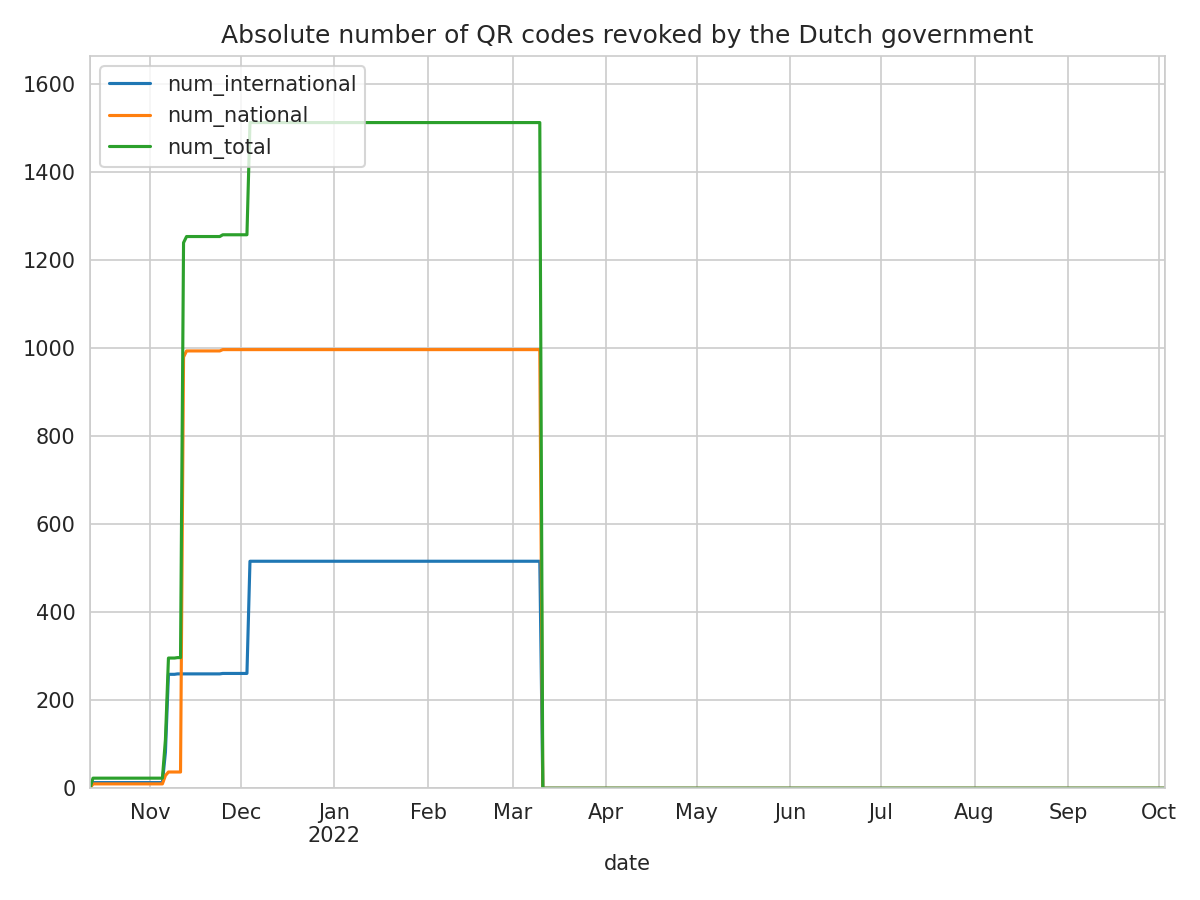 Absolute number of QR codes revoked by the Dutch government
num_international
num_national
num_total
1600
1400
1200
1000
800
600
400
200
0
Nov Dec Jan Feb Mar Apr May Jun Jul Aug Sep Oct
2022
date